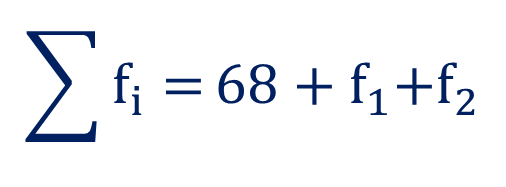 ∑ fᵢ = 68 + f₁+f₂